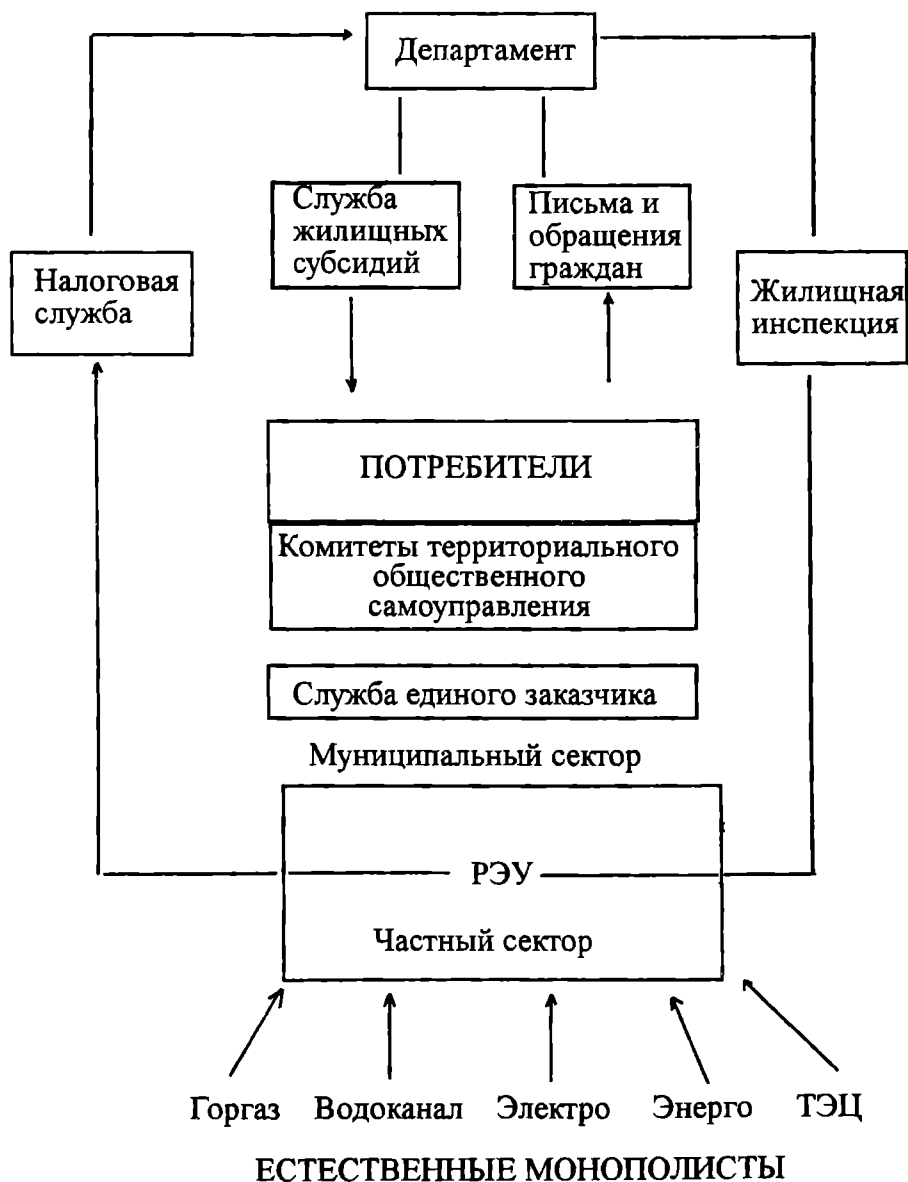 Департамент
Служба
жилищных
субсидий
Письма и
обращения
граждан
Налоговая
служба
Жилищная
инспекция
ПОТРЕБИТЕЛИ
Комитеты территориального
общественного
самоуправления
Служба единого заказчика
Муниципальный сектор
РЭУ
Частный сектор
Горгаз Водоканал Электро Энерго ТЭЦ
ЕСТЕСТВЕННЫЕ МОНОПОЛИСТЫ